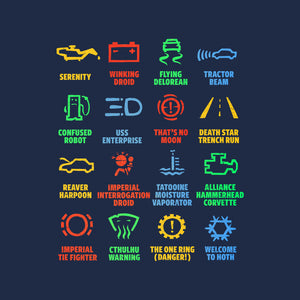 SERENITY
WINKING
DROID
FLYING
DELOREAN
TRACTOR
BEAM
CONFUSED
ROBOT
USS
ENTERPRISE
THAT'S NO
MOON
DEATH STAR
TRENCH RUN
REAVER
HARPOON
IMPERIAL
INTERROGATION
DROID
TATOOINE
MOISTURE
VAPORATOR
ALLIANCE
HAMMERHEAD
CORVETTE
IMPERIAL
TIE FIGHTER
CTHULHU
WARNING
THE ONE RING
(DANGER!)
WELCOME
TO HOTH